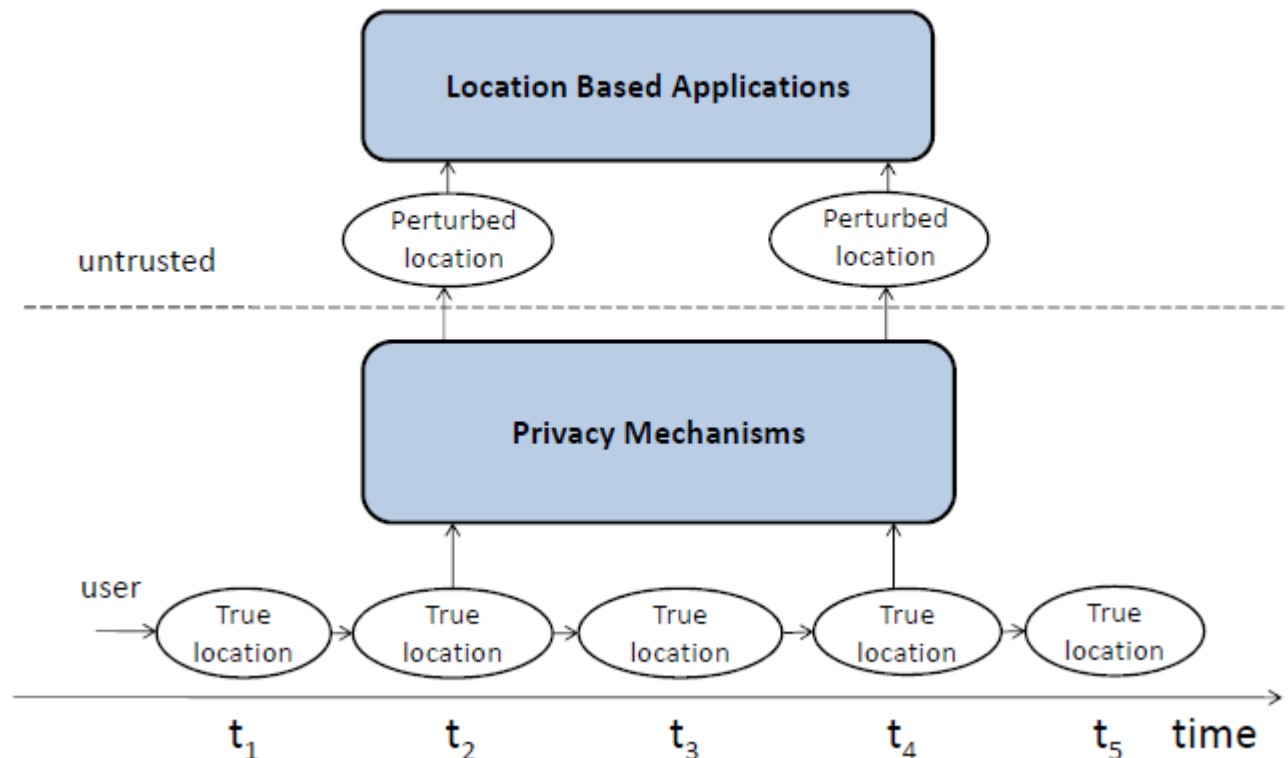 Location Based Applications
Perturbed
location
Perturbed
location
untrusted
Privacy Mechanisms
user
True
location
True
location
True
location
True
location
True
location
t₁ t₂ t₃ t₄ t₅ time